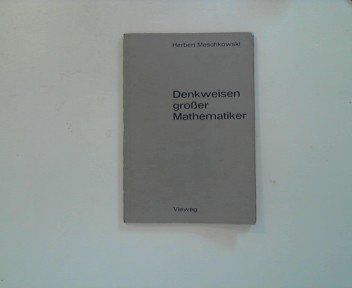 Herbert Meschkowski
Denkweisen
großer
Mathematiker
Vieweg